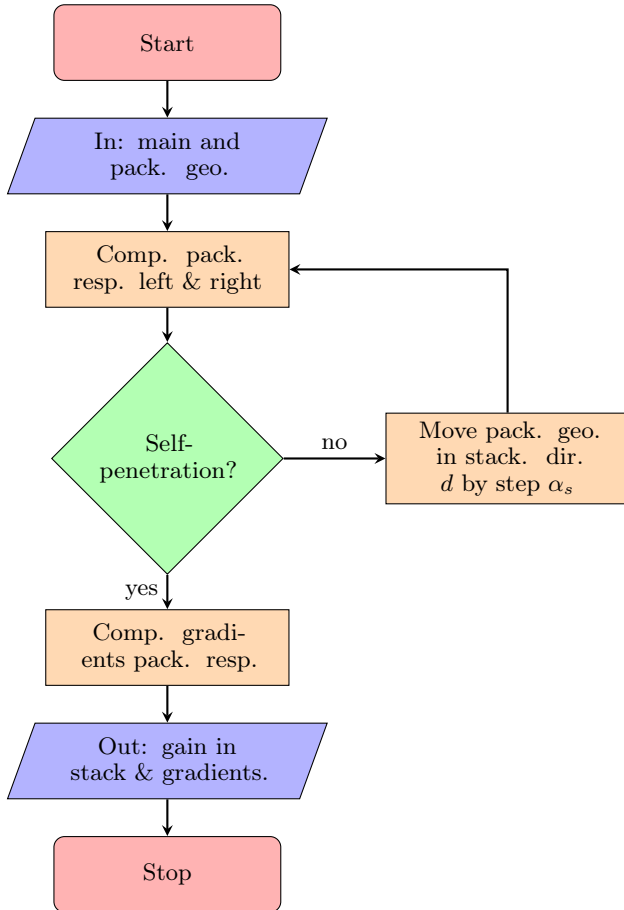 Start
In: main and
pack. geo.
Comp. pack.
resp. left & right
Self-
penetration?
no
Move pack. geo.
in stack. dir.
d by step αₛ
yes
Comp. gradi-
ents pack. resp.
Out: gain in
stack & gradients.
Stop